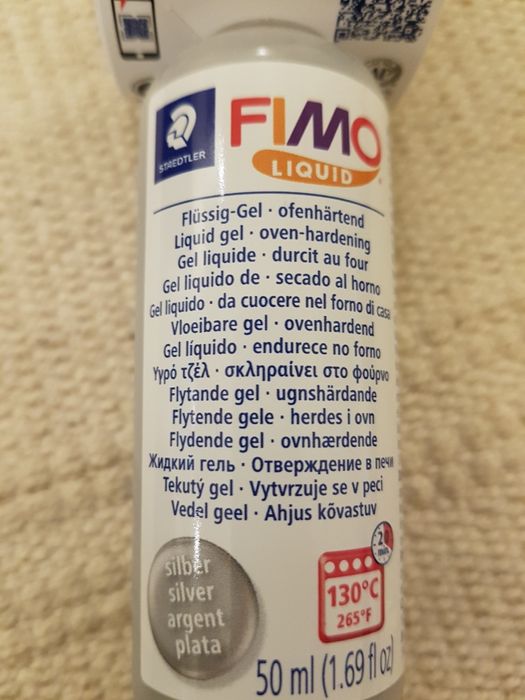 STAEDTLER
FIMO
LIQUID
Flüssig-Gel · ofenhärtend
Liquid gel · oven-hardening
Gel liquide · durcit au four
Gel líquido de · secado al horno
Gel liquido · da cuocere nel forno di casa
Vloeibare gel · ovenhardend
Gel líquido · endurece no forno
Υγρό τζέλ · σκληραίνει στο φούρνο
Flytande gel · ugnshärdande
Flytende gele · herdes i ovn
Flydende gel · ovnhærdende
Жидкий гель · Отверждение в печи
Tekutý gel · Vytvrzuje se v peci
Vedel geel · Ahjus kõvastuv
silber
silver
argent
plata
min.
130°C
265°F
50 ml (1.69 fl oz)